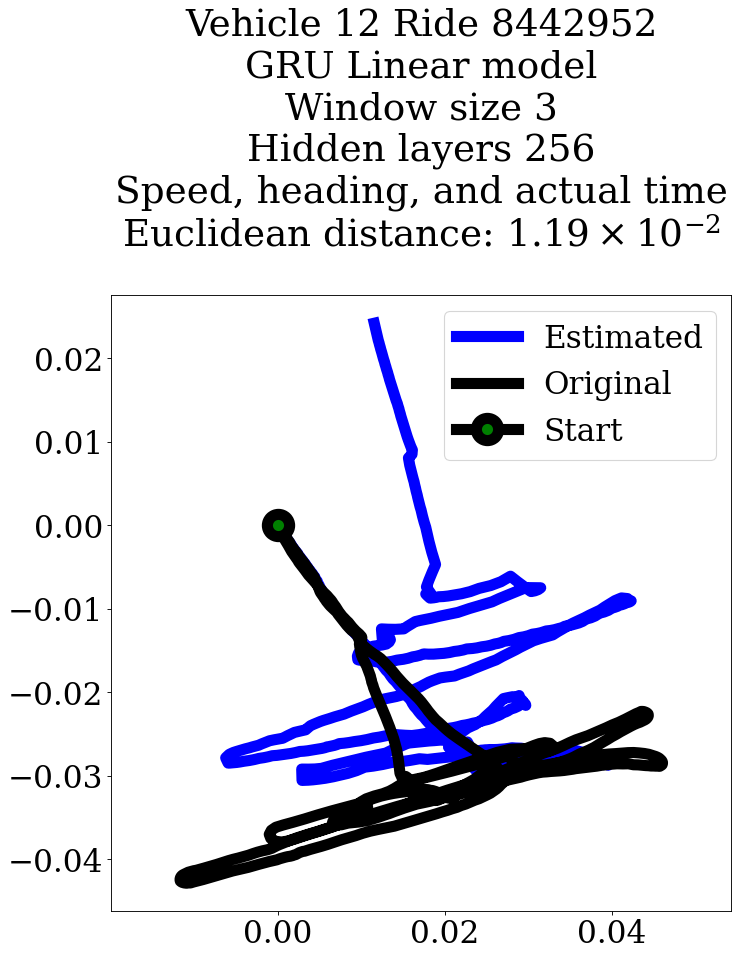 Vehicle 12 Ride 8442952
GRU Linear model
Window size 3
Hidden layers 256
Speed, heading, and actual time
Euclidean distance: 1.19 × 10⁻²
Estimated
Original
Start
0.02
0.01
0.00
−0.01
−0.02
−0.03
−0.04
0.00 0.02 0.04